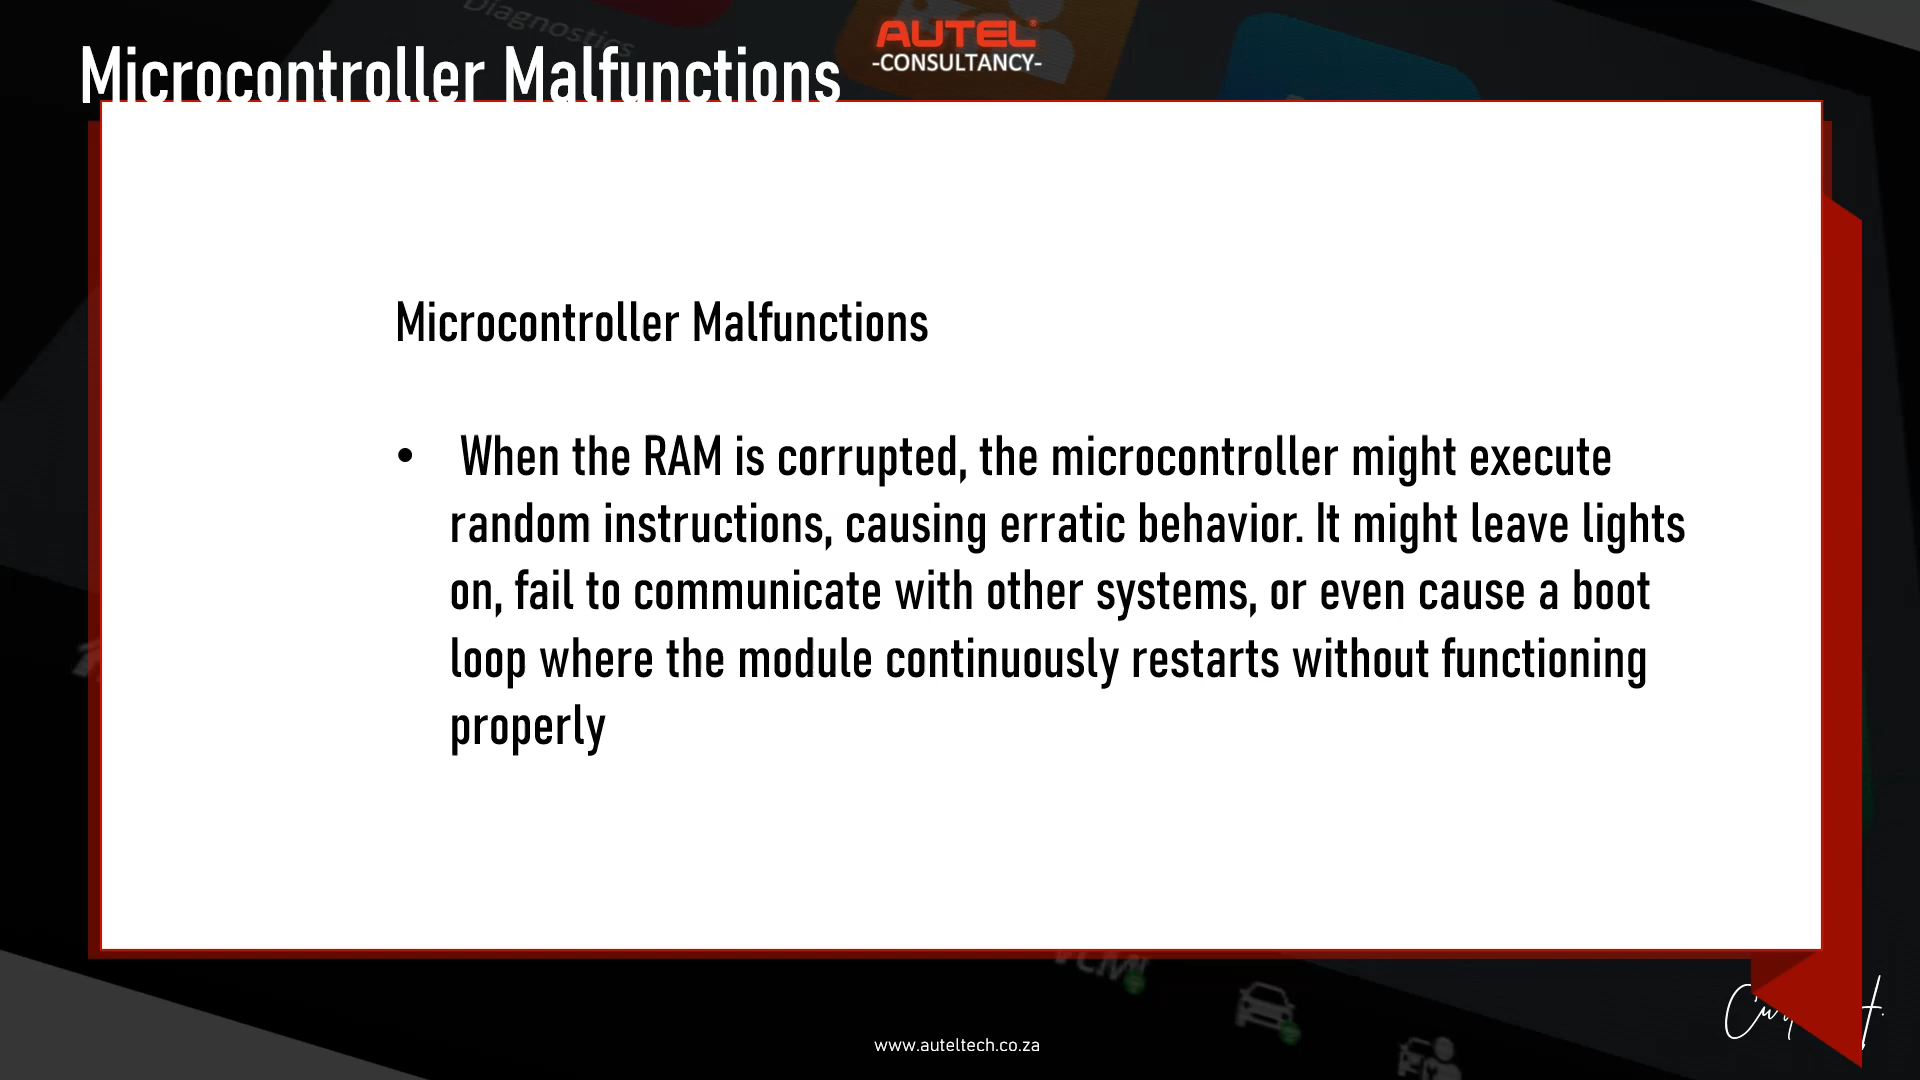 Diagnostics
AUTEL
-CONSULTANCY-
Microcontroller Malfunctions
Microcontroller Malfunctions
• When the RAM is corrupted, the microcontroller might execute
random instructions, causing erratic behavior. It might leave lights
on, fail to communicate with other systems, or even cause a boot
loop where the module continuously restarts without functioning
properly
www.auteltech.co.za